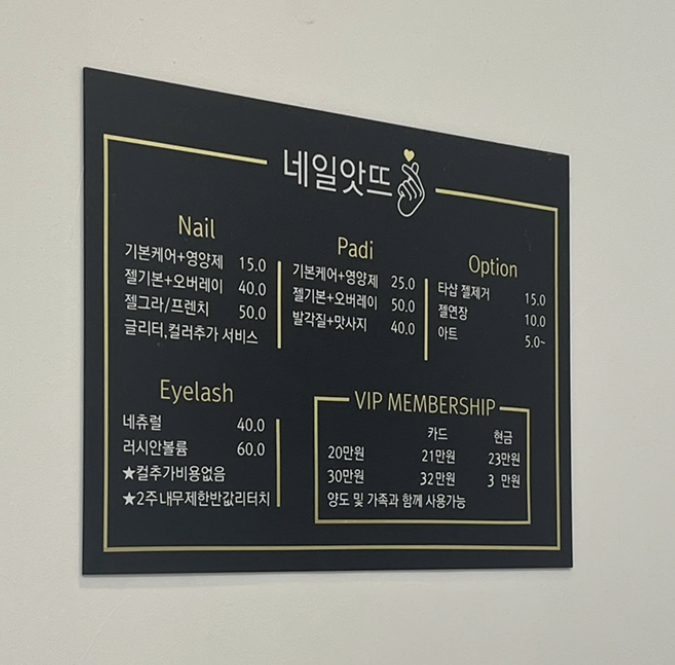 네일앗뜨
Nail
기본케어+영양제 15.0
젤기본+오버레이 40.0
젤그라/프렌치 50.0
글리터,컬러추가 서비스
Padi
기본케어+영양제 25.0
젤기본+오버레이 50.0
발각질+맛사지 40.0
Option
타샵 젤제거 15.0
젤연장 10.0
아트 5.0~
Eyelash
네츄럴 40.0
러시안볼륨 60.0
★컬추가비용없음
★2주내무제한반값리터치
VIP MEMBERSHIP
카드 현금
20만원 21만원 23만원
30만원 32만원 3 만원
양도 및 가족과 함께 사용가능